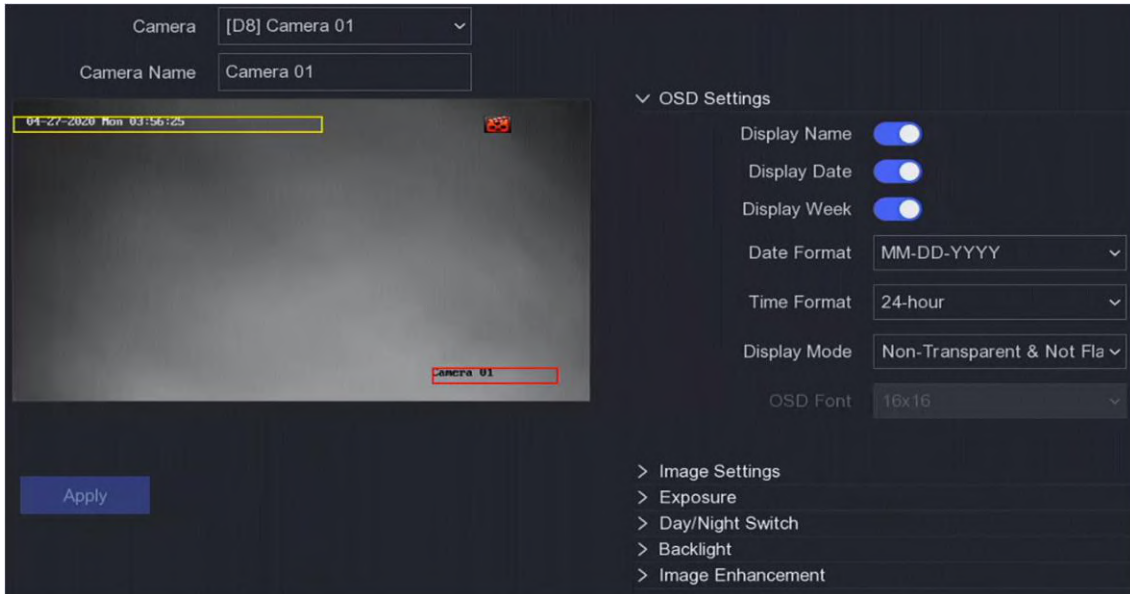 Camera [D8] Camera 01
Camera Name Camera 01
04-27-2020 Mon 03:56:25
Camera 01
Apply
OSD Settings
Display Name
Display Date
Display Week
Date Format MM-DD-YYYY
Time Format 24-hour
Display Mode Non-Transparent & Not Fla
OSD Font 16x16
Image Settings
Exposure
Day/Night Switch
Backlight
Image Enhancement